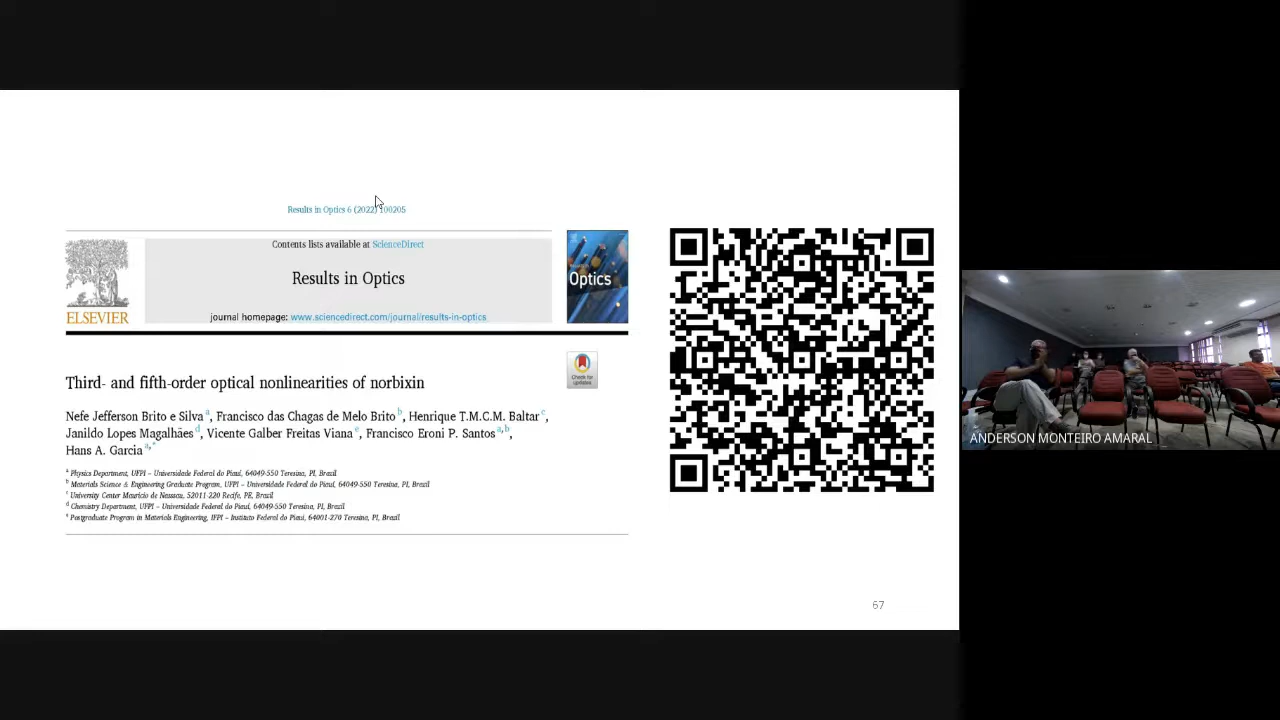 Results in Optics 6 (2022) 100205
Contents lists available at ScienceDirect
Results in Optics
journal homepage: www.sciencedirect.com/journal/results-in-optics
ELSEVIER
Optics
Check for
updates
Third- and fifth-order optical nonlinearities of norbixin
Nefe Jefferson Brito e Silva a, Francisco das Chagas de Melo Brito b, Henrique T.M.C.M. Baltar c,
Janildo Lopes Magalhães d, Vicente Galber Freitas Viana e, Francisco Eroni P. Santos a,b,
Hans A. Garcia a,*
a Physics Department, UFPI – Universidade Federal do Piauí, 64049-550 Teresina, PI, Brazil
b Materials Science & Engineering Graduate Program, UFPI – Universidade Federal do Piauí, 64049-550 Teresina, PI, Brazil
c University Center Maurício de Nassau, 52011-220 Recife, PE, Brazil
d Chemistry Department, UFPI – Universidade Federal do Piauí, 64049-550 Teresina, PI, Brazil
e Postgraduate Program in Materials Engineering, IFPI – Instituto Federal do Piauí, 64001-270 Teresina, PI, Brazil
67
ANDERSON MONTEIRO AMARAL